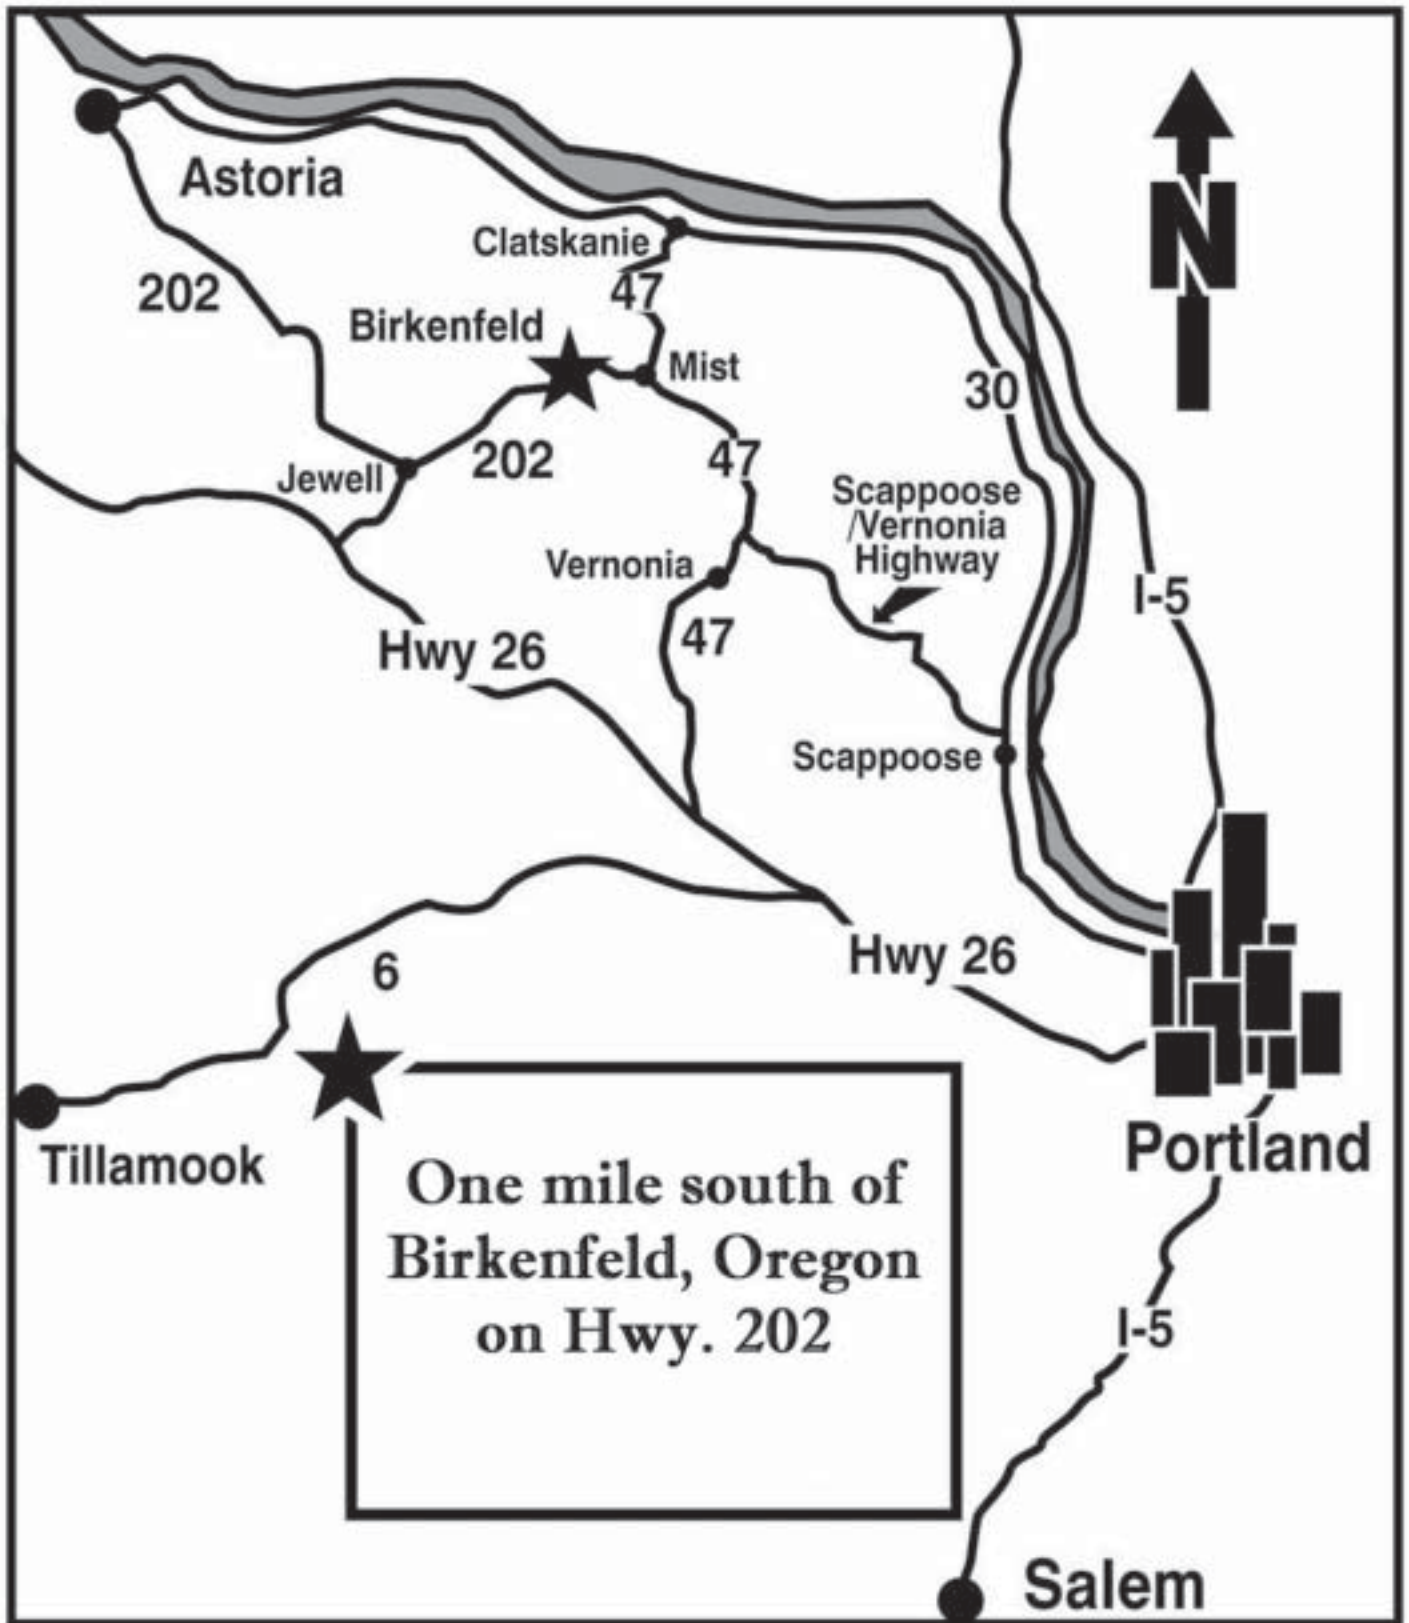 N
Astoria
Clatskanie
202
47
Birkenfeld
Mist
30
Jewell
202
47
Scappoose
/Vernonia
Highway
Vernonia
I-5
Hwy 26
47
Scappoose
Hwy 26
6
Portland
Tillamook
One mile south of
Birkenfeld, Oregon
on Hwy. 202
I-5
Salem